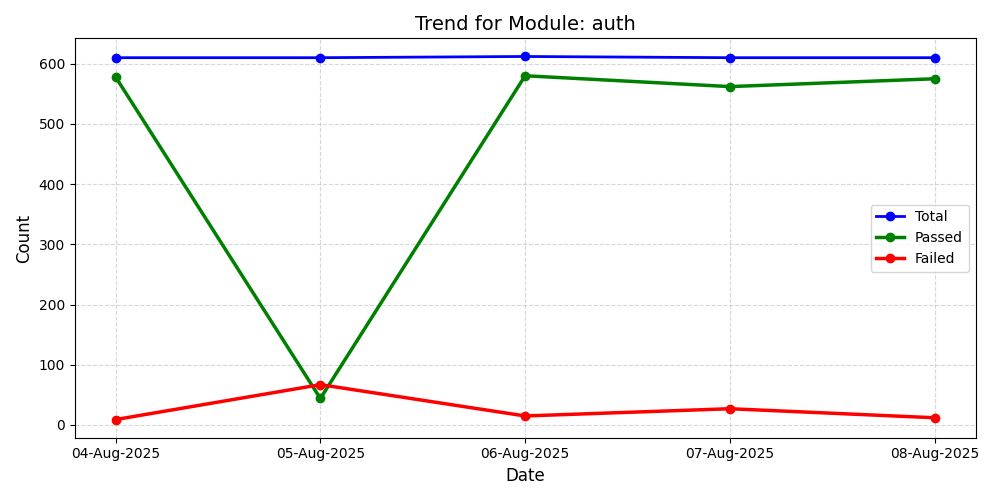 Trend for Module: auth
600
500
400
300
200
100
0
Count
Total
Passed
Failed
04-Aug-2025 05-Aug-2025 06-Aug-2025 07-Aug-2025 08-Aug-2025
Date